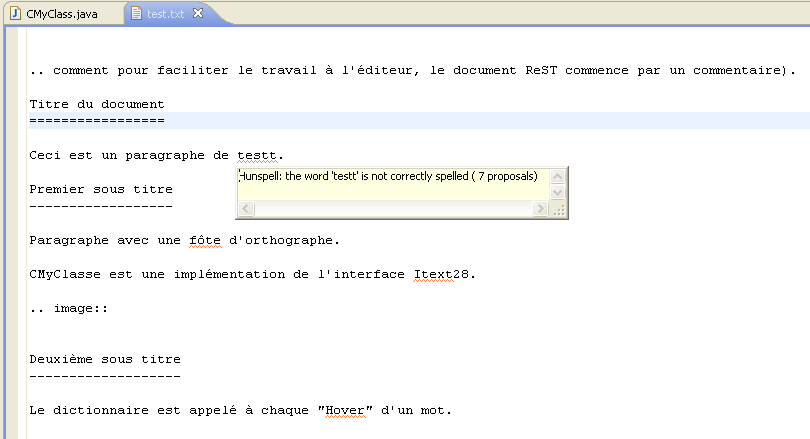 CMyClass.java test.txt
.. comment pour faciliter le travail à l'éditeur, le document ReST commence par un commentaire).
Titre du document
=================
Ceci est un paragraphe de testt.
Hunspell: the word 'testt' is not correctly spelled ( 7 proposals)
Premier sous titre
-----------------
Paragraphe avec une fôte d'orthographe.
CMyClasse est une implémentation de l'interface Itext28.
.. image::
Deuxième sous titre
------------------
Le dictionnaire est appelé à chaque "Hover" d'un mot.